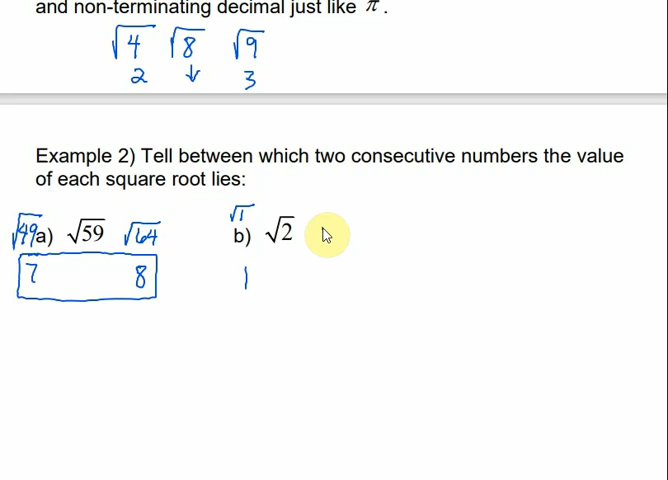 and non-terminating decimal just like π.
√4 √8 √9
2 ↓ 3
Example 2) Tell between which two consecutive numbers the value
of each square root lies:
√49 a) √59 √64 √1 b) √2
7 8 1